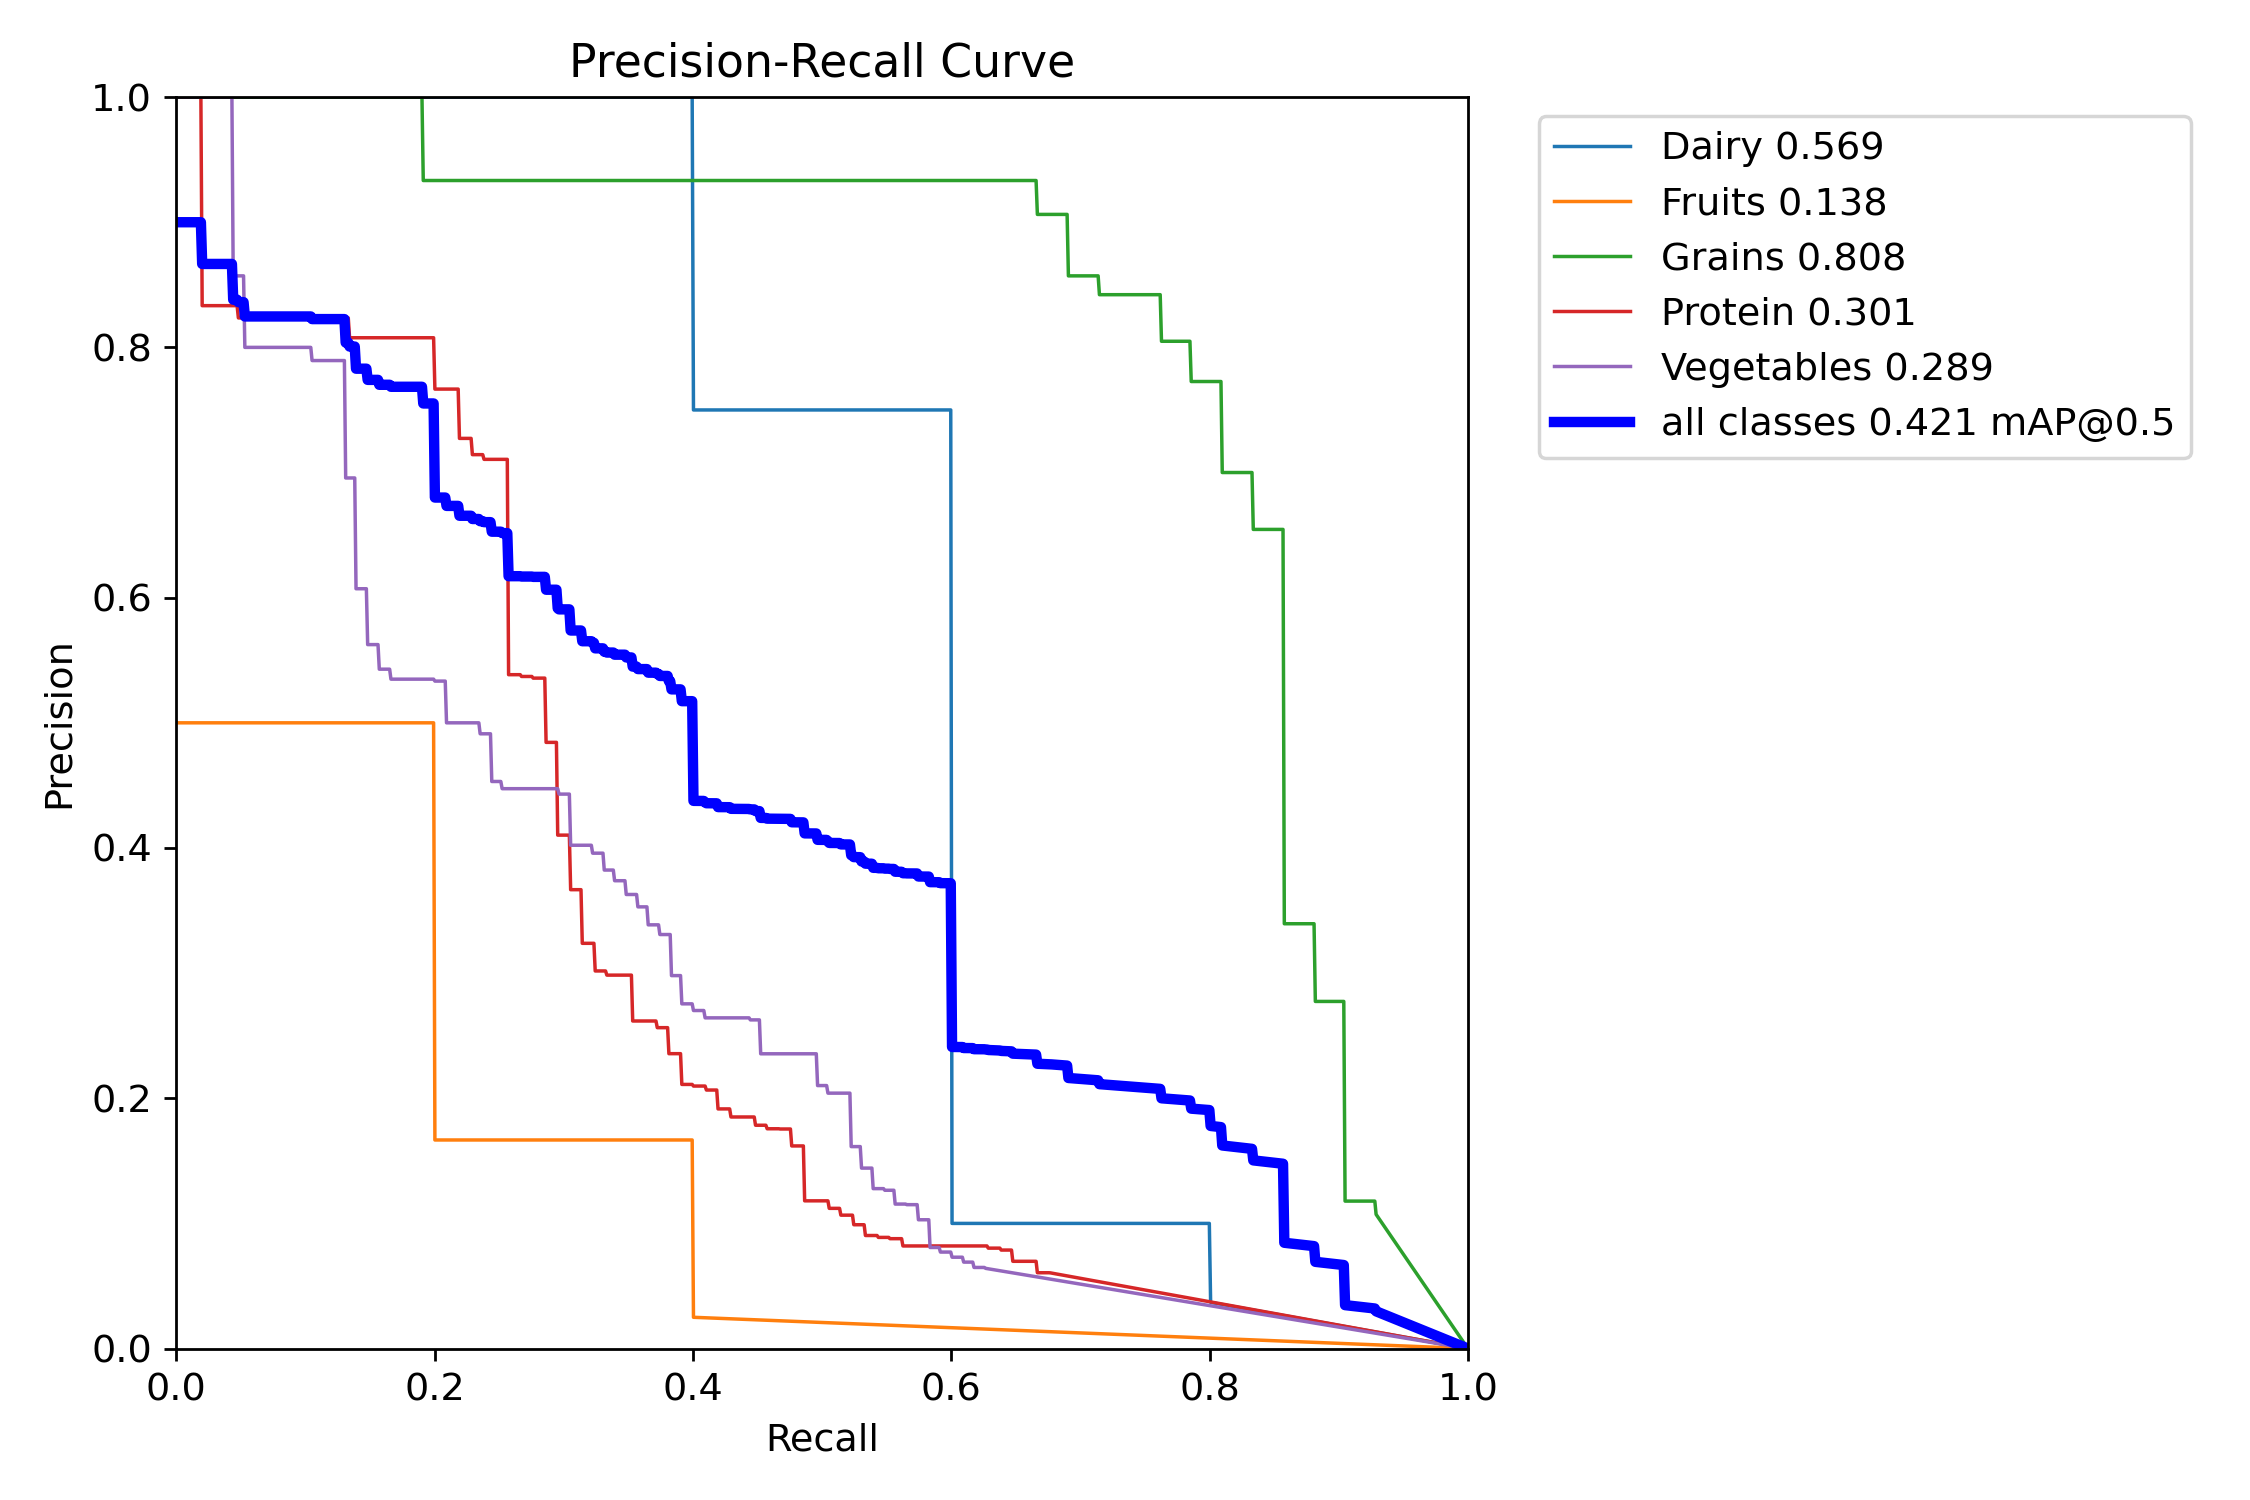 Precision-Recall Curve
1.0
0.8
0.6
0.4
0.2
0.0
Precision
0.0 0.2 0.4 0.6 0.8 1.0
Recall
Dairy 0.569
Fruits 0.138
Grains 0.808
Protein 0.301
Vegetables 0.289
all classes 0.421 mAP@0.5